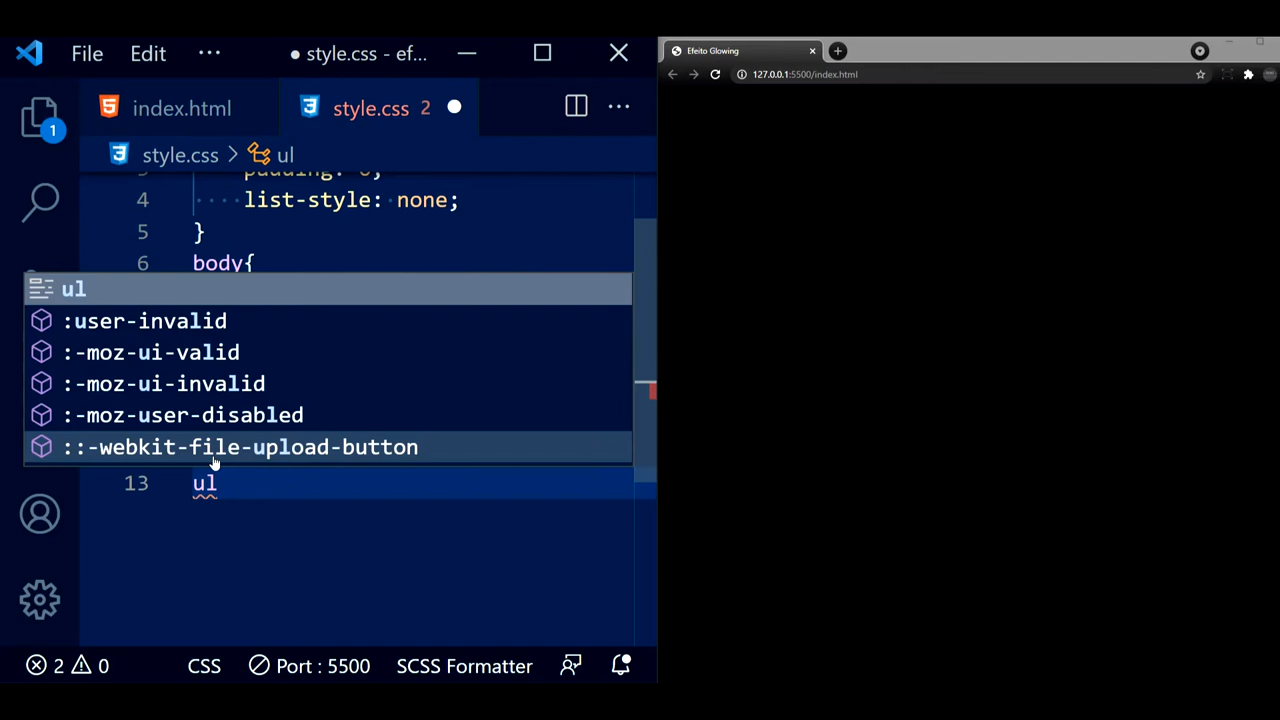 File Edit ··· ● style.css - ef...
index.html style.css 2
style.css > ul
padding: 0;
4 list-style: none;
5 }
6 body{
ul
:user-invalid
:-moz-ui-valid
:-moz-ui-invalid
:-moz-user-disabled
::-webkit-file-upload-button
13 ul
1
2 0 CSS Port : 5500 SCSS Formatter
Efeito Glowing
127.0.0.1:5500/index.html